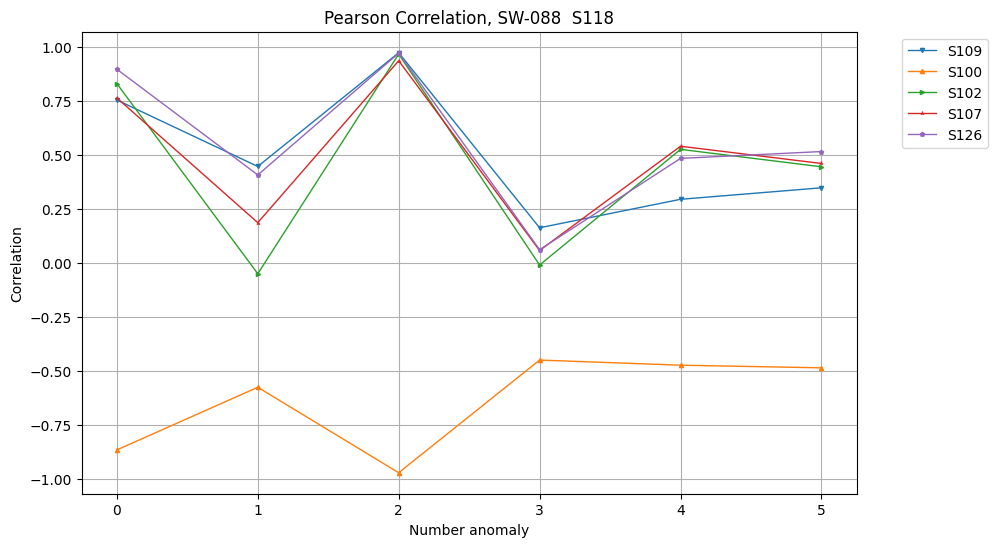 Pearson Correlation, SW-088  S118
1.00
0.75
0.50
0.25
0.00
−0.25
−0.50
−0.75
−1.00
Correlation
0 1 2 3 4 5
Number anomaly
S109
S100
S102
S107
S126